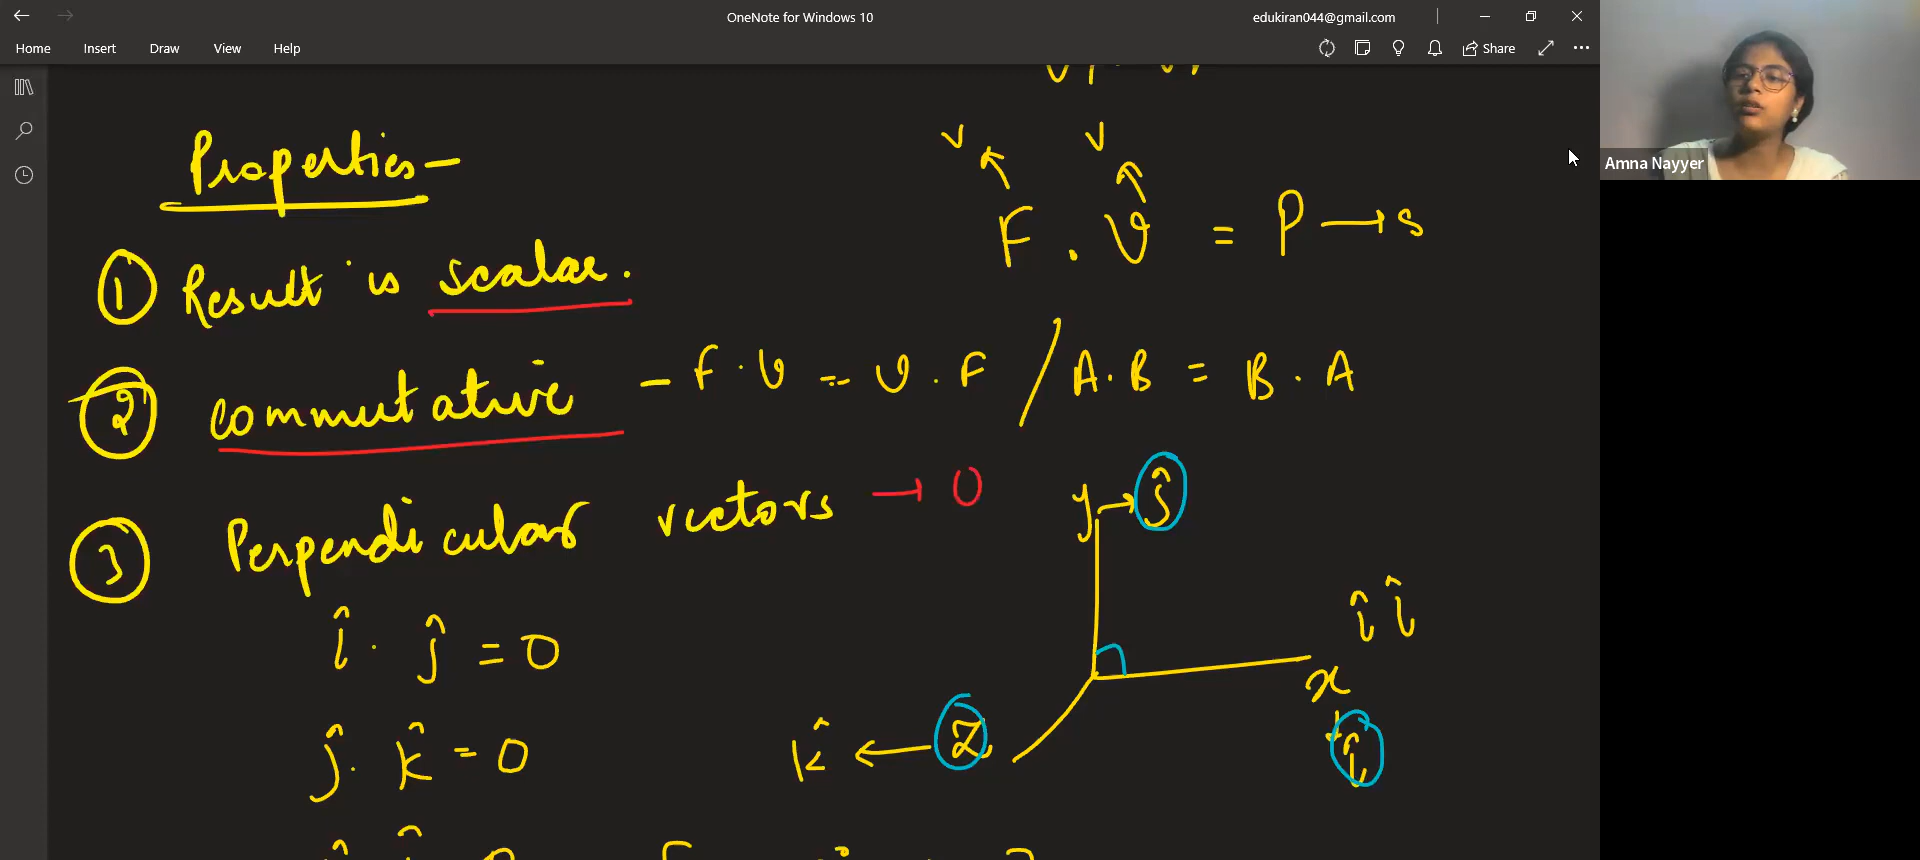 OneNote for Windows 10
edukiran044@gmail.com
Home Insert Draw View Help
Share
Amna Nayyer
Properties-
v v
F . v = P → s
① Result is scalar.
② commutative - F . v = v . F / A . B = B . A
③ Perpendicular vectors → 0
y → ĵ
î . ĵ = 0
î î
x
î
ĵ . k̂ = 0
k̂ ← Z